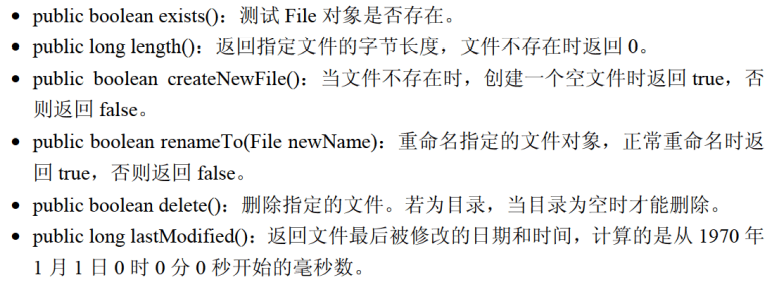 • public boolean exists()：测试 File 对象是否存在。
• public long length()：返回指定文件的字节长度，文件不存在时返回 0。
• public boolean createNewFile()：当文件不存在时，创建一个空文件时返回 true，否
则返回 false。
• public boolean renameTo(File newName)：重命名指定的文件对象，正常重命名时返
回 true，否则返回 false。
• public boolean delete()：删除指定的文件。若为目录，当目录为空时才能删除。
• public long lastModified()：返回文件最后被修改的日期和时间，计算的是从 1970 年
1 月 1 日 0 时 0 分 0 秒开始的毫秒数。